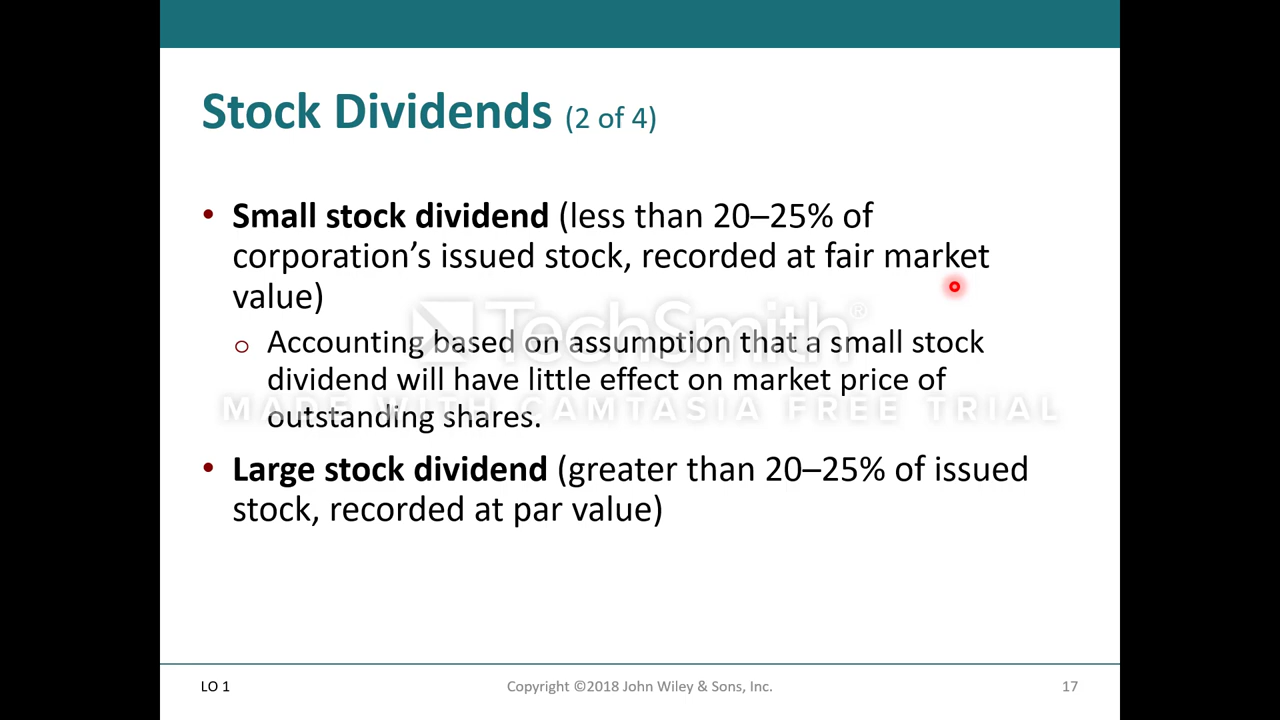 Stock Dividends (2 of 4)
• Small stock dividend (less than 20–25% of
corporation’s issued stock, recorded at fair market
value)
TechSmith®
o Accounting based on assumption that a small stock
dividend will have little effect on market price of
MADE WITH CAMTASIA FREE TRIAL
outstanding shares.
• Large stock dividend (greater than 20–25% of issued
stock, recorded at par value)
LO 1 Copyright ©2018 John Wiley & Sons, Inc. 17